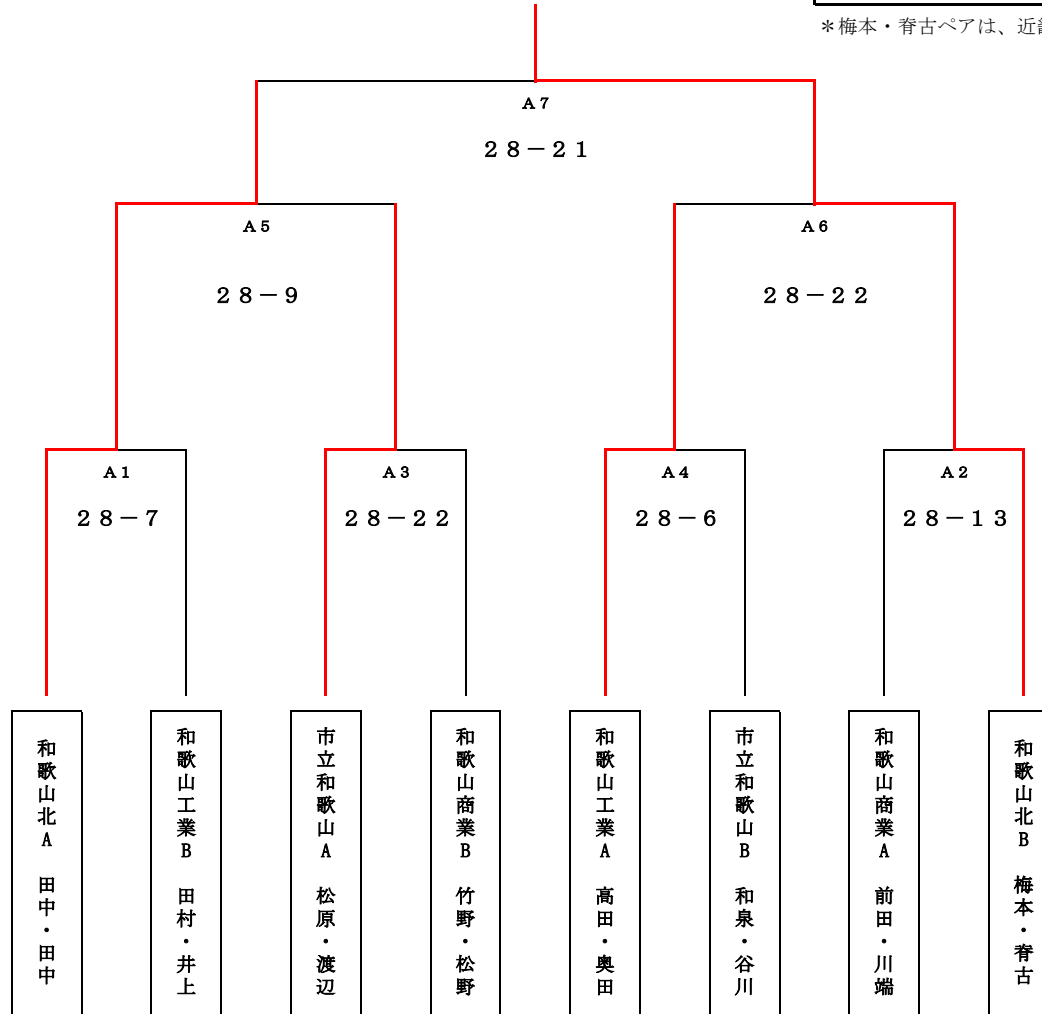 ＊梅本・脊古ペアは、近
Ａ７
２８－２１
Ａ５
Ａ６
２８－９
２８－２２
Ａ１
Ａ３
Ａ４
Ａ２
２８－７
２８－２２
２８－６
２８－１３
和歌山北Ａ　田中・田中
和歌山工業Ｂ　田村・井上
市立和歌山Ａ　松原・渡辺
和歌山商業Ｂ　竹野・松野
和歌山工業Ａ　高田・奥田
市立和歌山Ｂ　和泉・谷川
和歌山商業Ａ　前田・川端
和歌山北Ｂ　梅本・脊古